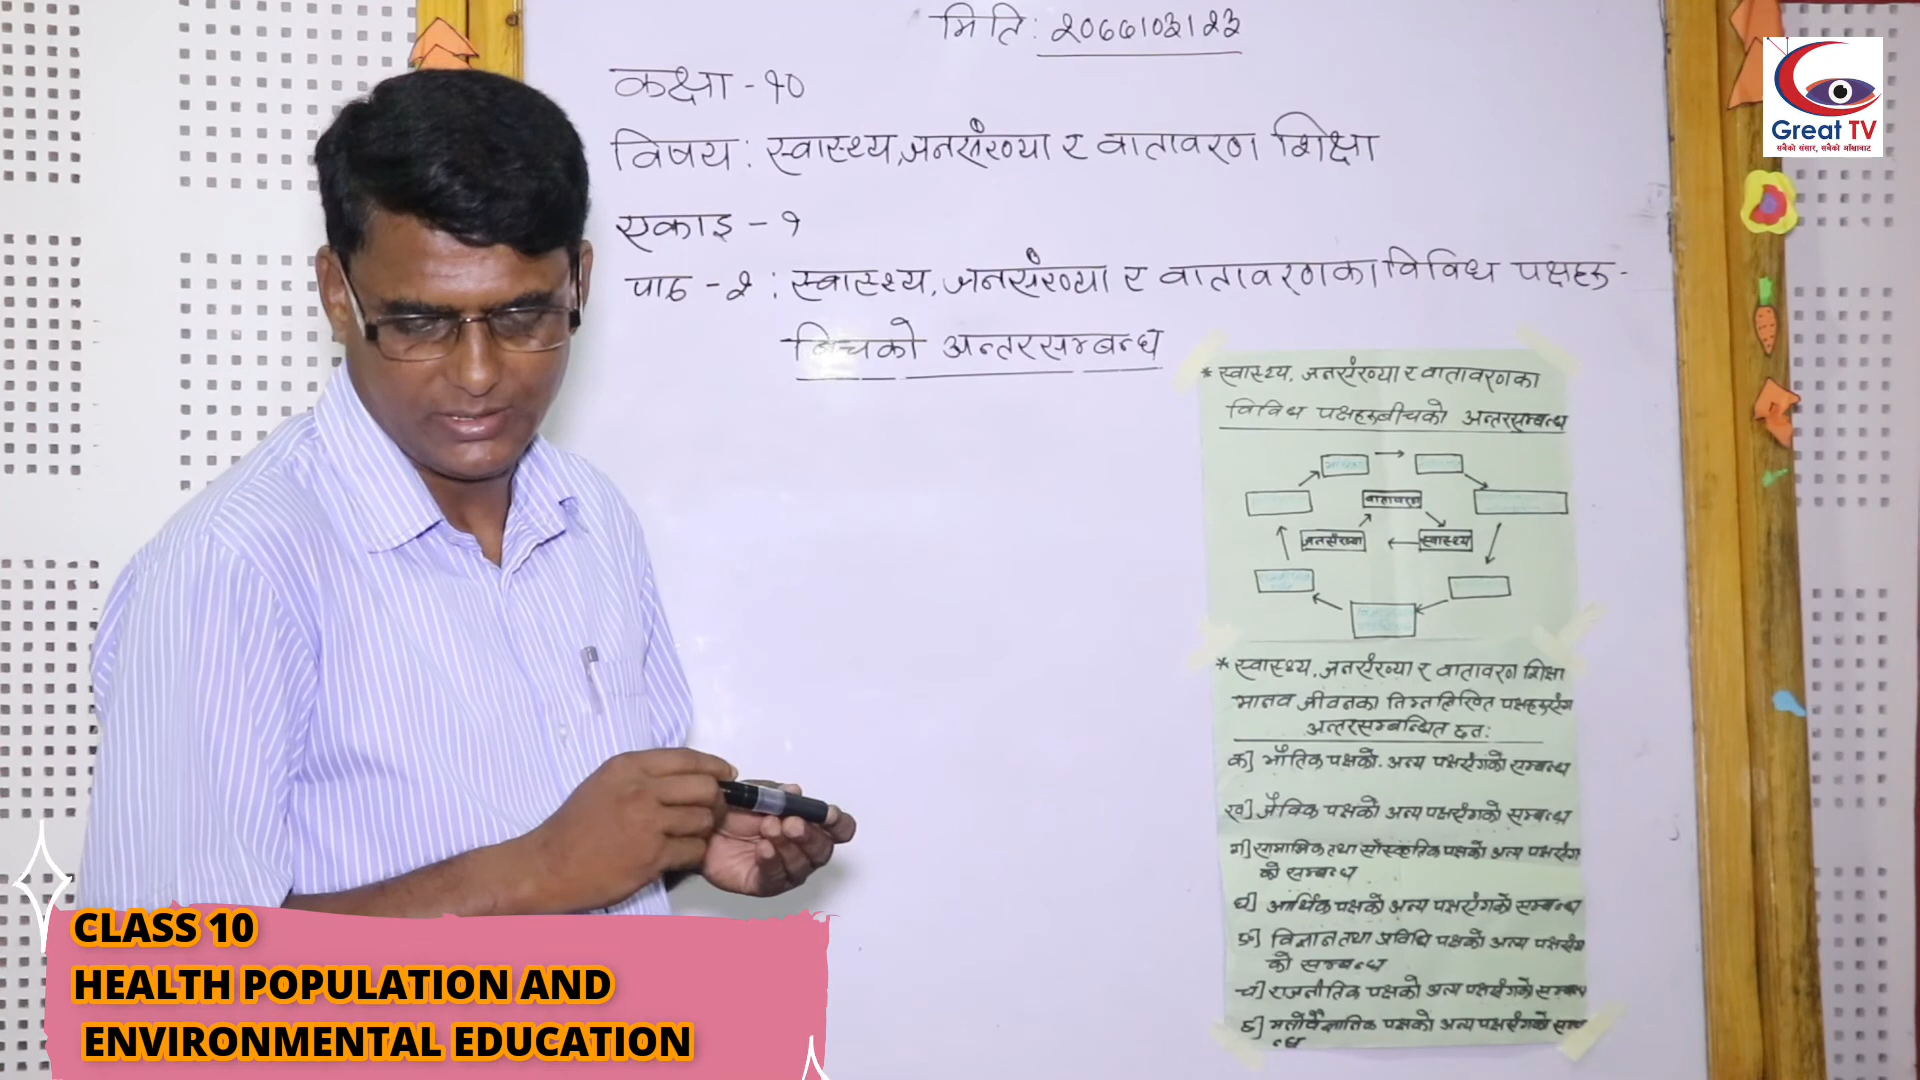 मिति: २०७७।०३।२३
कक्षा - १०
विषय: स्वास्थ्य, जनसंख्या र वातावरण शिक्षा
एकाइ - १
पाठ - २ : स्वास्थ्य, जनसंख्या र वातावरणका विविध पक्षहरु-
बिचको अन्तरसम्बन्ध
* स्वास्थ्य, जनसंख्या र वातावरणका
विविध पक्षहरुबीचको अन्तरसम्बन्ध
वातावरण
जनसंख्या
स्वास्थ्य
* स्वास्थ्य, जनसंख्या र वातावरण शिक्षा
मानव जीवनका निम्नलिखित पक्षहरुसँग
अन्तरसम्बन्धित छन:
क] भौतिक पक्षको अन्य पक्षसँगको सम्बन्ध
ख] जैविक पक्षको अन्य पक्षसँगको सम्बन्ध
ग] सामाजिक तथा साँस्कृतिक पक्षको अन्य पक्षसँग
को सम्बन्ध
घ] आर्थिक पक्षको अन्य पक्षसँगको सम्बन्ध
ङ] विज्ञान तथा प्रविधि पक्षको अन्य पक्षसँग
को सम्बन्ध
च] राजनीतिक पक्षको अन्य पक्षसँगको सम्बन्ध
छ] मनोवैज्ञानिक पक्षको अन्य पक्षसँगको सम्ब
न्ध
Great TV
सबैको संसार, सबैको आँखाबाट
CLASS 10
HEALTH POPULATION AND
ENVIRONMENTAL EDUCATION